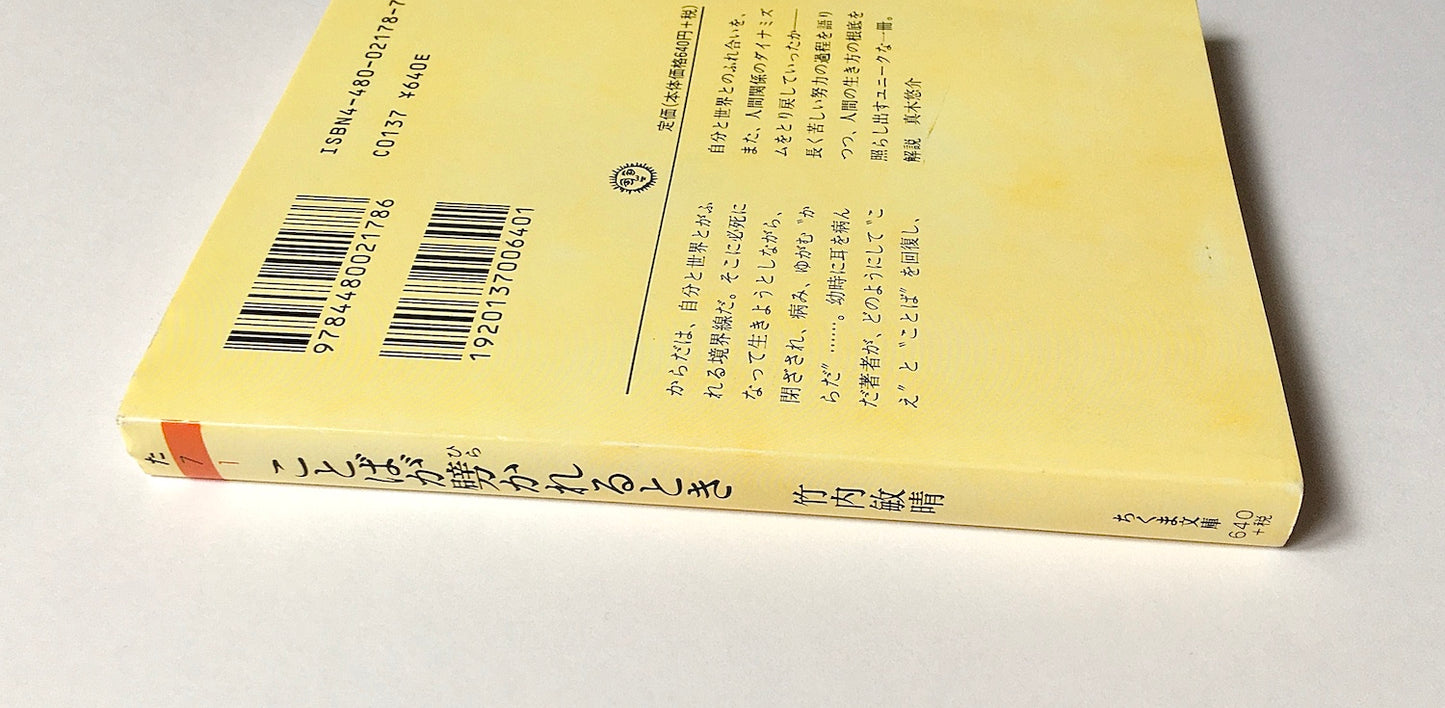 ISBN4-480-02178-7
C0137 ¥640E
9784480021786
1920137006401
定価(本体価格640円+税)
からだは、自分と世界とがふ
れる境界線だ。そこに必死に
なって生きようとしながら、
閉ざされ、病み、ゆがむ〝か
らだ〟……。幼時に耳を病ん
だ著者が、どのようにして〝こ
え〟と〝ことば〟を回復し、
自分と世界とのふれ合いを、
また、人間関係のダイナミズ
ムをとり戻していったか――
長く苦しい努力の過程を語り
つつ、人間の生き方の根底を
照らし出すユニークな一冊。
解説 真木悠介
た
7
1
ことばが劈かれるとき
ひら
竹内敏晴
ちくま文庫
640
+税